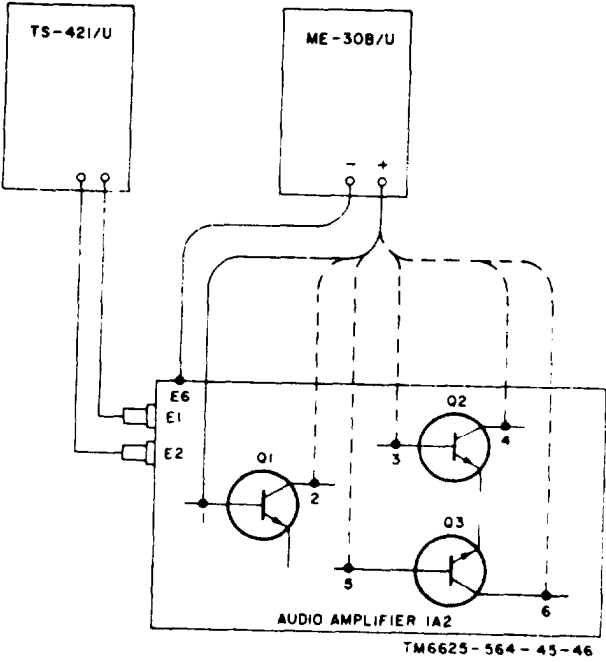 TS-421/U
ME-30B/U
- +
E6
E1
E2
Q1
2
Q2
3
4
Q3
5
6
AUDIO AMPLIFIER 1A2
TM6625-564-45-46